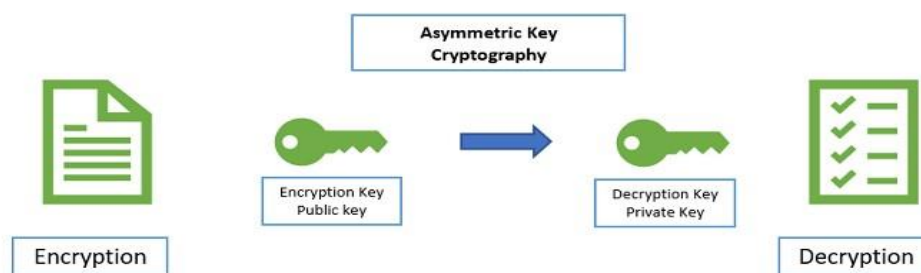 Asymmetric Key
Cryptography
Encryption Key
Public key
Decryption Key
Private Key
Encryption
Decryption